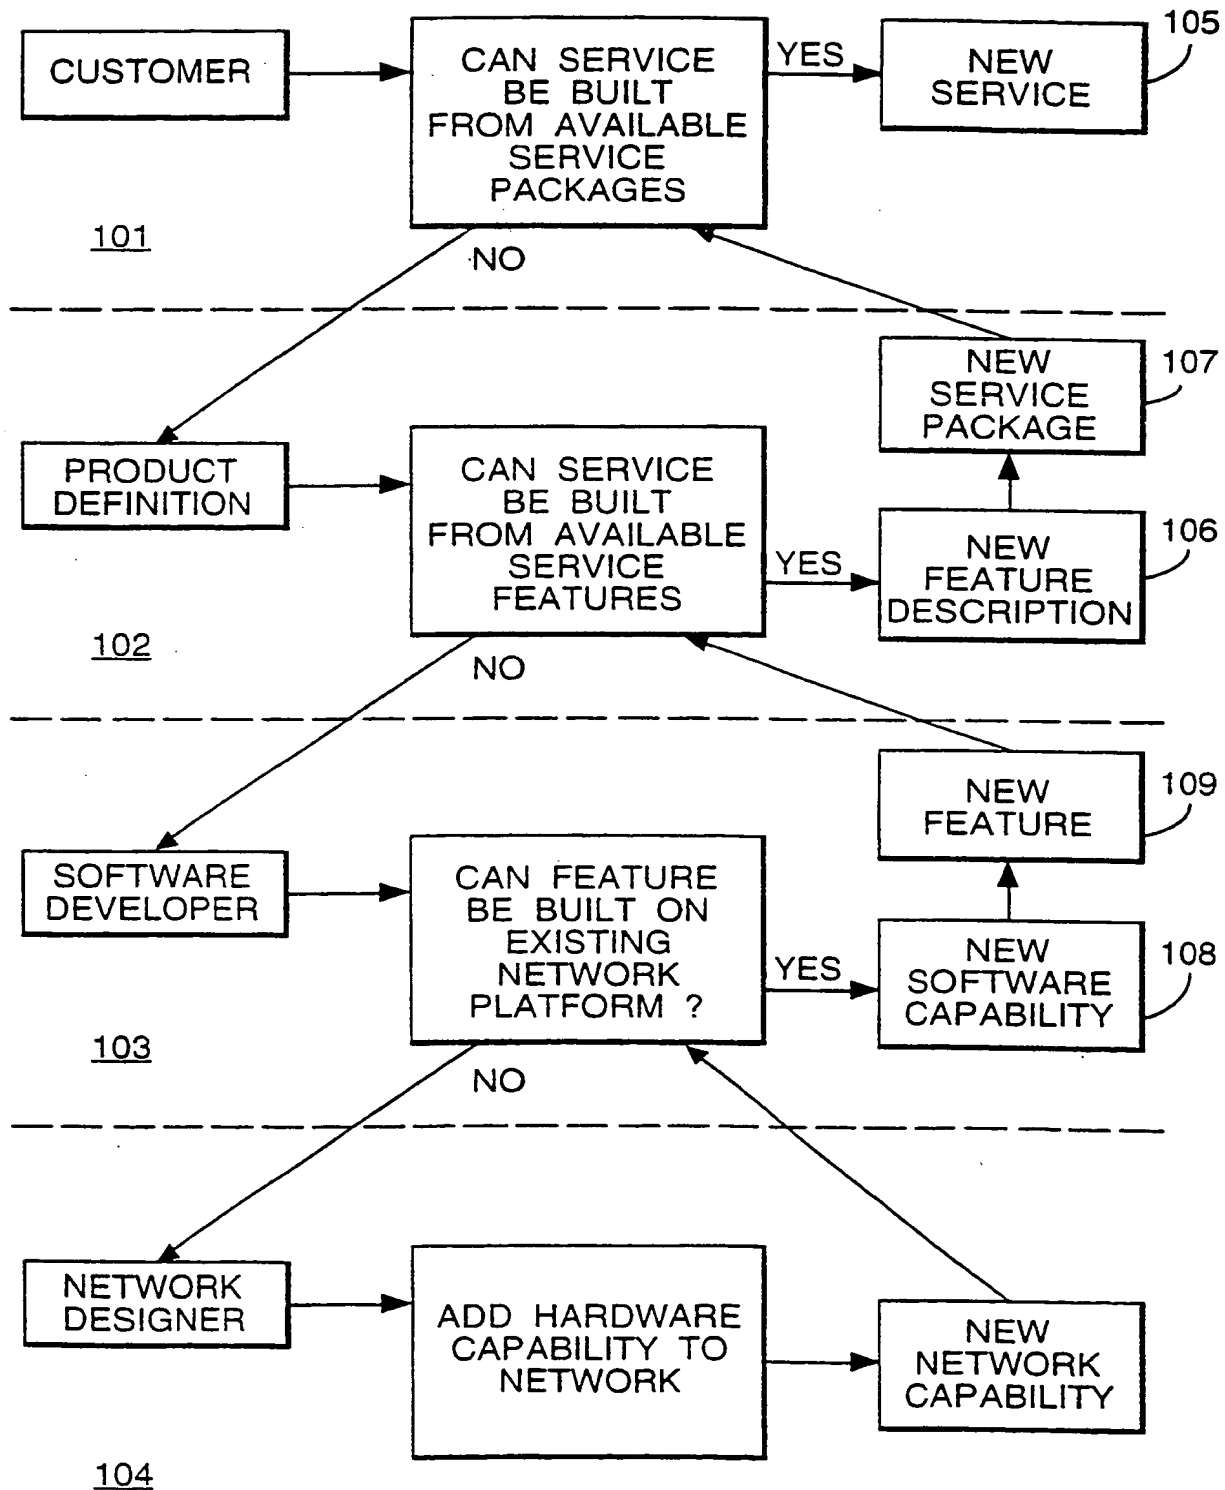 CUSTOMER
CAN SERVICE
BE BUILT
FROM AVAILABLE
SERVICE
PACKAGES
YES
NEW
SERVICE
105
101
NO
NEW
SERVICE
PACKAGE
107
PRODUCT
DEFINITION
CAN SERVICE
BE BUILT
FROM AVAILABLE
SERVICE
FEATURES
YES
NEW
FEATURE
DESCRIPTION
106
102
NO
NEW
FEATURE
109
SOFTWARE
DEVELOPER
CAN FEATURE
BE BUILT ON
EXISTING
NETWORK
PLATFORM ?
YES
NEW
SOFTWARE
CAPABILITY
108
103
NO
NETWORK
DESIGNER
ADD HARDWARE
CAPABILITY TO
NETWORK
NEW
NETWORK
CAPABILITY
104